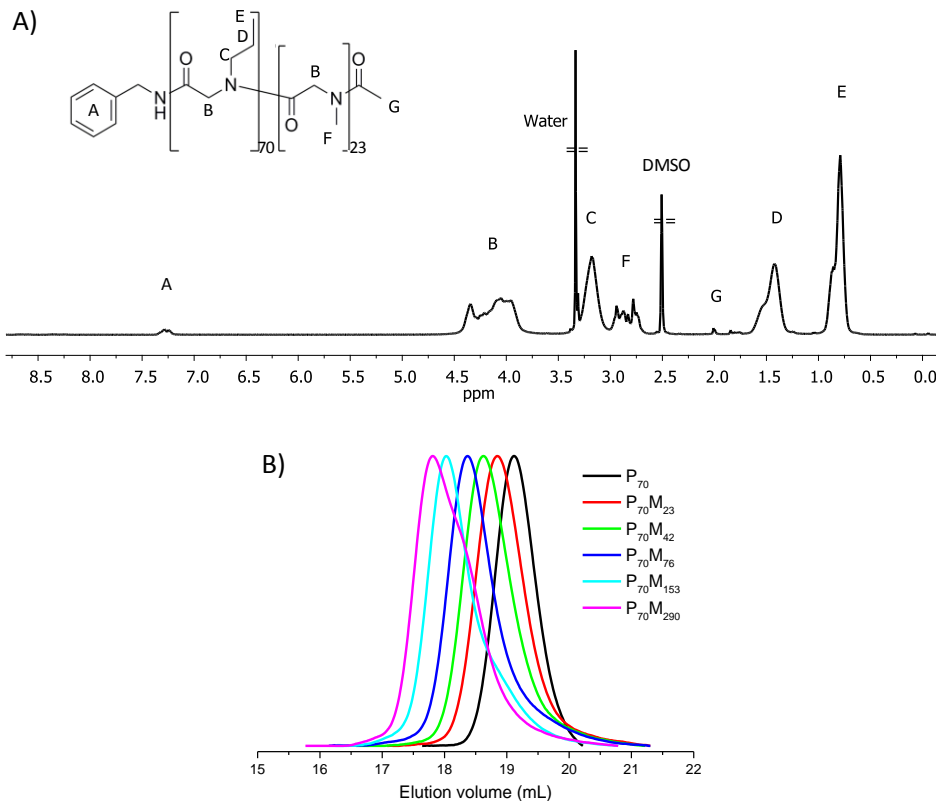 A)
E
D
O
C
B
O
N
N
H
B
O
N
G
A
F
70
23
Water
DMSO
E
C
D
B
F
A
G
8.5 8.0 7.5 7.0 6.5 6.0 5.5 5.0 4.5 4.0 3.5 3.0 2.5 2.0 1.5 1.0 0.5 0.0
ppm
B)
P70
P70M23
P70M42
P70M76
P70M153
P70M290
15 16 17 18 19 20 21 22
Elution volume (mL)